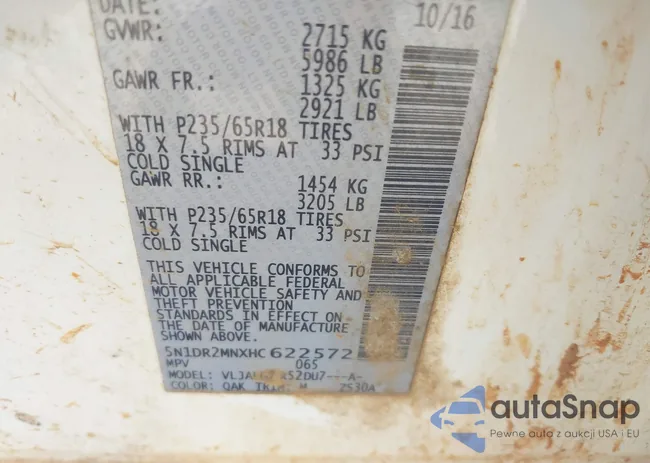 DATE: 10/16
GVWR: 2715 KG
5986 LB
GAWR FR.: 1325 KG
2921 LB
WITH P235/65R18 TIRES
18 X 7.5 RIMS AT 33 PSI
COLD SINGLE
GAWR RR.: 1454 KG
3205 LB
WITH P235/65R18 TIRES
18 X 7.5 RIMS AT 33 PSI
COLD SINGLE
THIS VEHICLE CONFORMS TO
ALL APPLICABLE FEDERAL
MOTOR VEHICLE SAFETY AND
THEFT PREVENTION
STANDARDS IN EFFECT ON
THE DATE OF MANUFACTURE
SHOWN ABOVE.
5N1DR2MNXHC622572
MPV 065
MODEL:
COLOR: QAK
autoSnap
Pewne auto z aukcji USA i EU